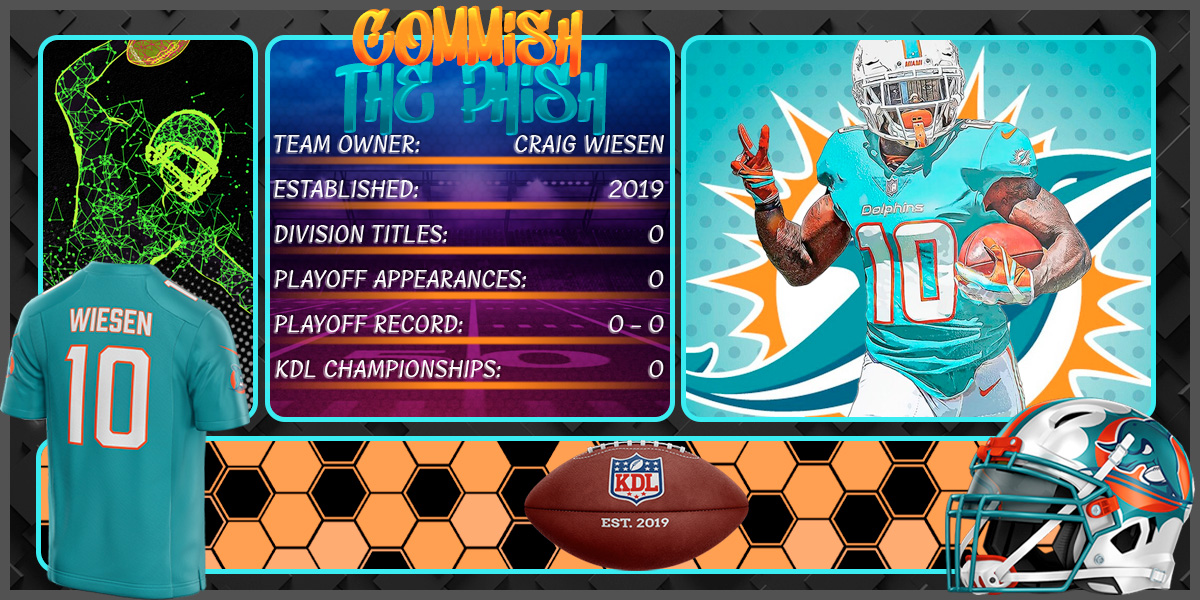 COMMISH
THE PHISH
TEAM OWNER: CRAIG WIESEN
ESTABLISHED: 2019
DIVISION TITLES: 0
PLAYOFF APPEARANCES: 0
PLAYOFF RECORD: 0 – 0
KDL CHAMPIONSHIPS: 0
MIAMI
Dolphins
10
WIESEN
10
KDL
EST. 2019